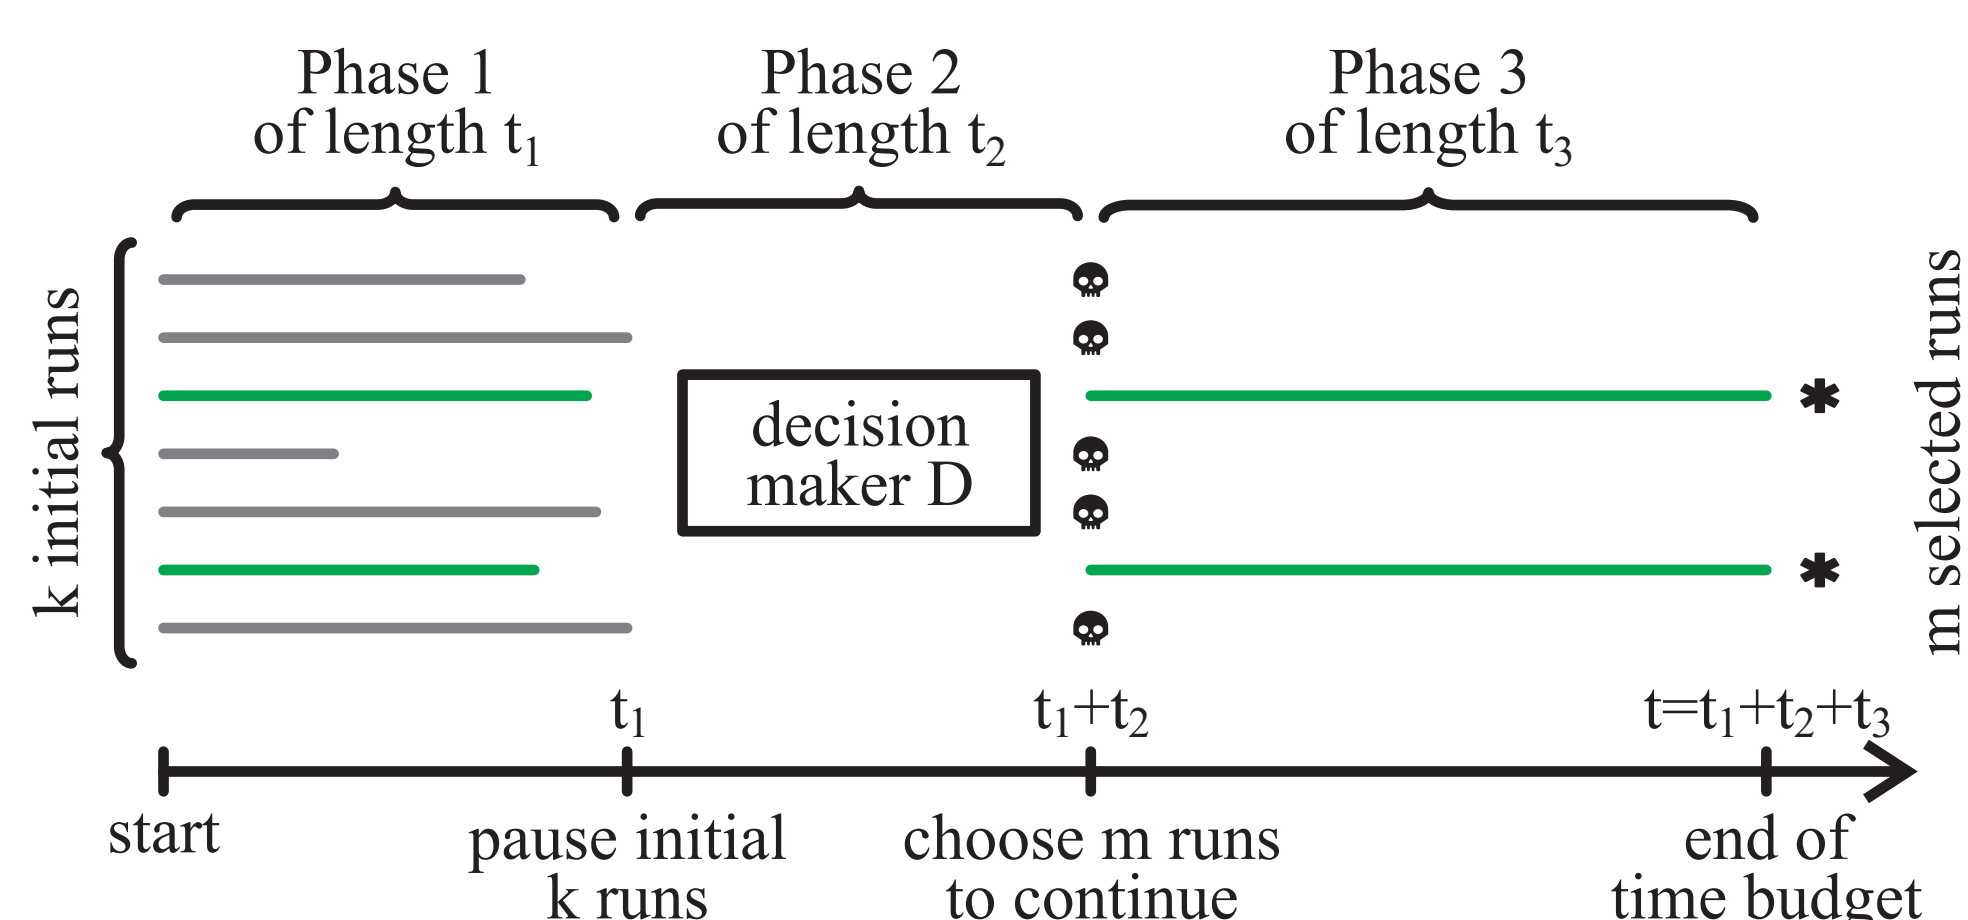 Phase 1
of length t₁
Phase 2
of length t₂
Phase 3
of length t₃
k initial runs
decision
maker D
m selected runs
t₁
t₁+t₂
t=t₁+t₂+t₃
start
pause initial
k runs
choose m runs
to continue
end of
time budget